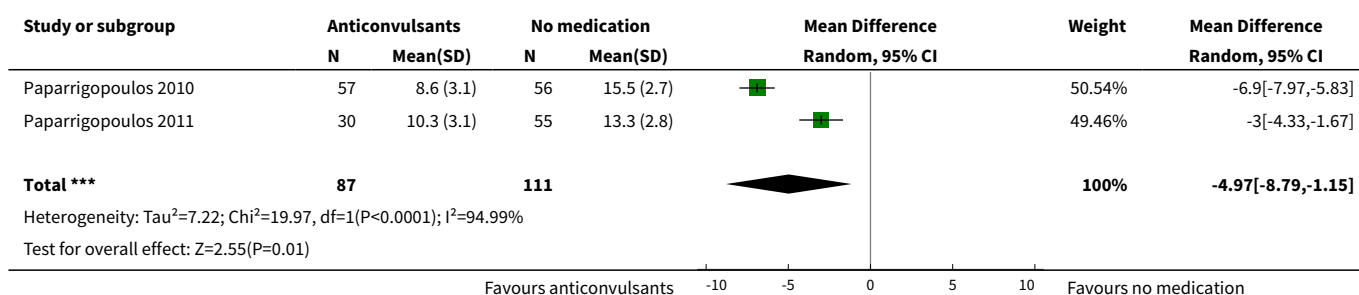 Study or subgroup Anticonvulsants No medication Mean Difference Weight Mean Difference
N Mean(SD) N Mean(SD) Random, 95% CI Random, 95% CI
Paparrigopoulos 2010 57 8.6 (3.1) 56 15.5 (2.7) 50.54% -6.9[-7.97,-5.83]
Paparrigopoulos 2011 30 10.3 (3.1) 55 13.3 (2.8) 49.46% -3[-4.33,-1.67]
Total *** 87 111 100% -4.97[-8.79,-1.15]
Heterogeneity: Tau²=7.22; Chi²=19.97, df=1(P<0.0001); I²=94.99%
Test for overall effect: Z=2.55(P=0.01)
Favours anticonvulsants -10 -5 0 5 10 Favours no medication